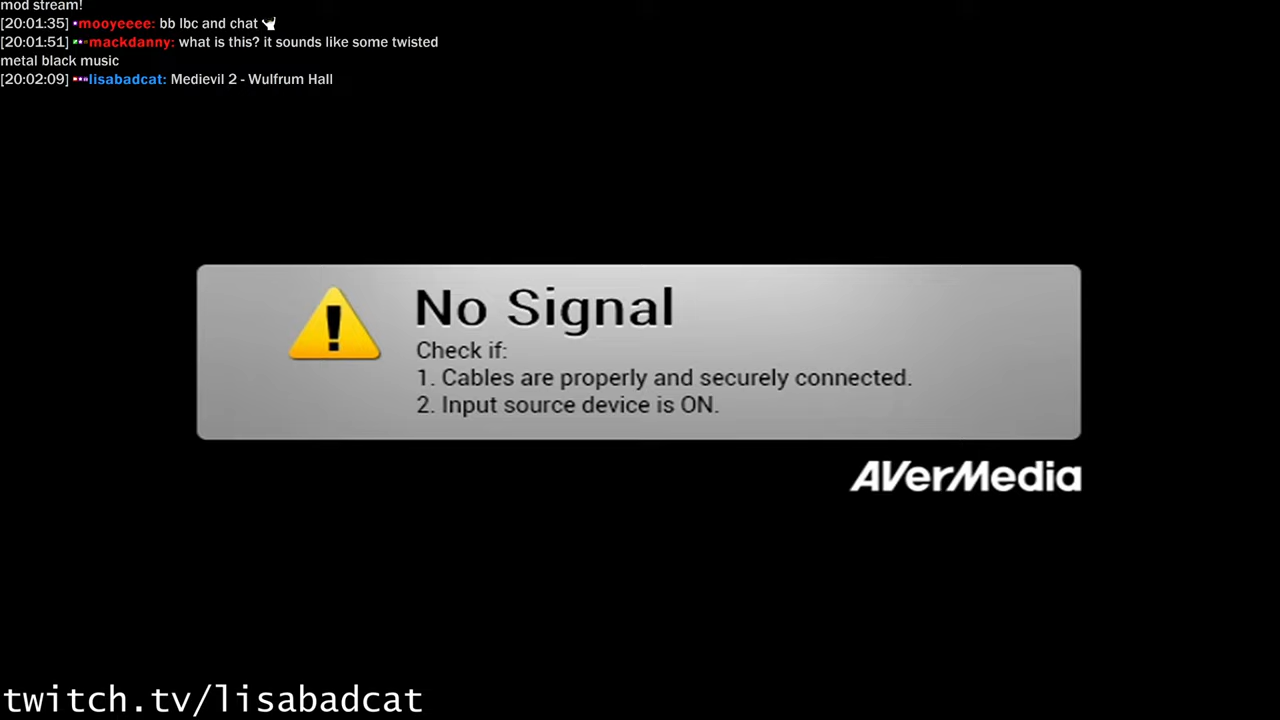 mod stream!
[20:01:35] mooyeeee: bb lbc and chat
[20:01:51] mackdanny: what is this? it sounds like some twisted
metal black music
[20:02:09] lisabadcat: Medievil 2 - Wulfrum Hall
No Signal
Check if:
1. Cables are properly and securely connected.
2. Input source device is ON.
AVerMedia
twitch.tv/lisabadcat